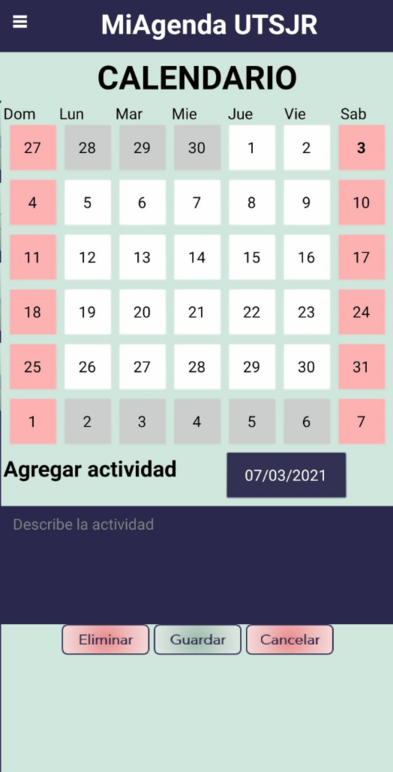 MiAgenda UTSJR
CALENDARIO
Dom Lun Mar Mie Jue Vie Sab
27 28 29 30 1 2 3
4 5 6 7 8 9 10
11 12 13 14 15 16 17
18 19 20 21 22 23 24
25 26 27 28 29 30 31
1 2 3 4 5 6 7
Agregar actividad 07/03/2021
Describe la actividad
Eliminar Guardar Cancelar